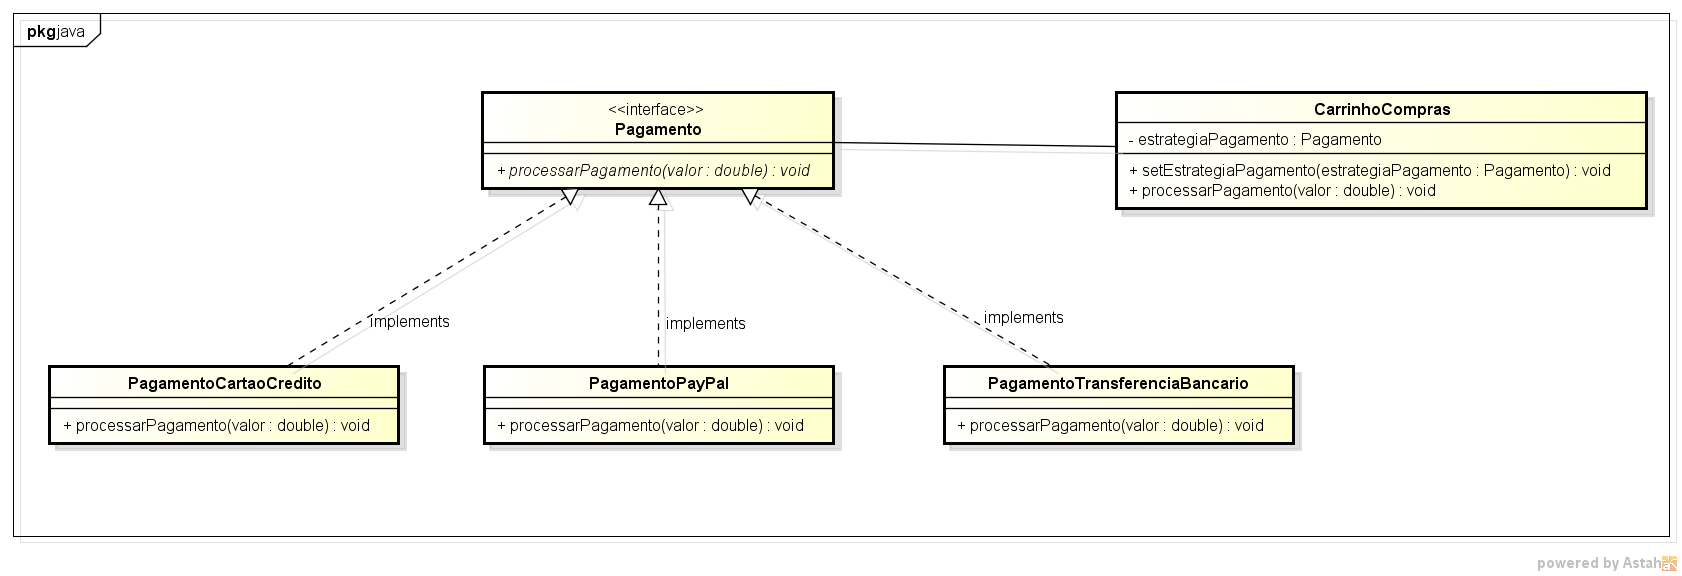 pkgjava
<<interface>>
Pagamento
+ processarPagamento(valor : double) : void
CarrinhoCompras
- estrategiaPagamento : Pagamento
+ setEstrategiaPagamento(estrategiaPagamento : Pagamento) : void
+ processarPagamento(valor : double) : void
implements
implements
implements
PagamentoCartaoCredito
+ processarPagamento(valor : double) : void
PagamentoPayPal
+ processarPagamento(valor : double) : void
PagamentoTransferenciaBancario
+ processarPagamento(valor : double) : void
powered by Astah